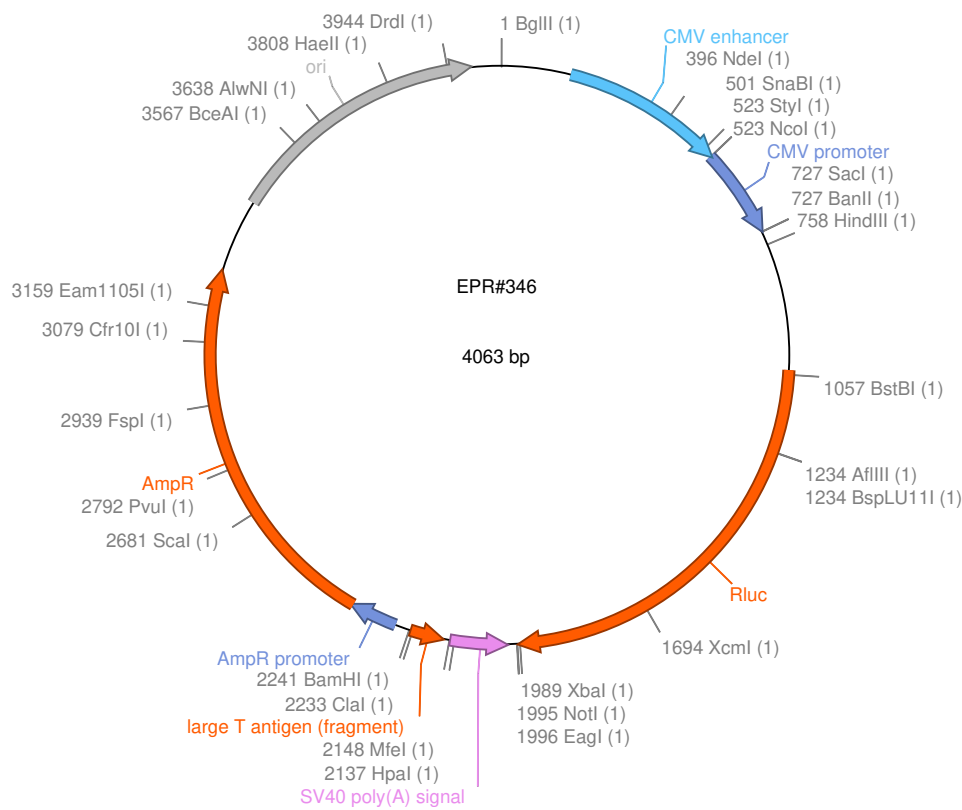 3944 DrdI (1)
3808 HaeII (1)
ori
3638 AlwNI (1)
3567 BceAI (1)
1 BglII (1)
CMV enhancer
396 NdeI (1)
501 SnaBI (1)
523 StyI (1)
523 NcoI (1)
CMV promoter
727 SacI (1)
727 BanII (1)
758 HindIII (1)
EPR#346
4063 bp
3159 Eam1105I (1)
3079 Cfr10I (1)
2939 FspI (1)
AmpR
2792 PvuI (1)
2681 ScaI (1)
1057 BstBI (1)
1234 AflIII (1)
1234 BspLU11I (1)
Rluc
1694 XcmI (1)
1989 XbaI (1)
1995 NotI (1)
1996 EagI (1)
AmpR promoter
2241 BamHI (1)
2233 ClaI (1)
large T antigen (fragment)
2148 MfeI (1)
2137 HpaI (1)
SV40 poly(A) signal